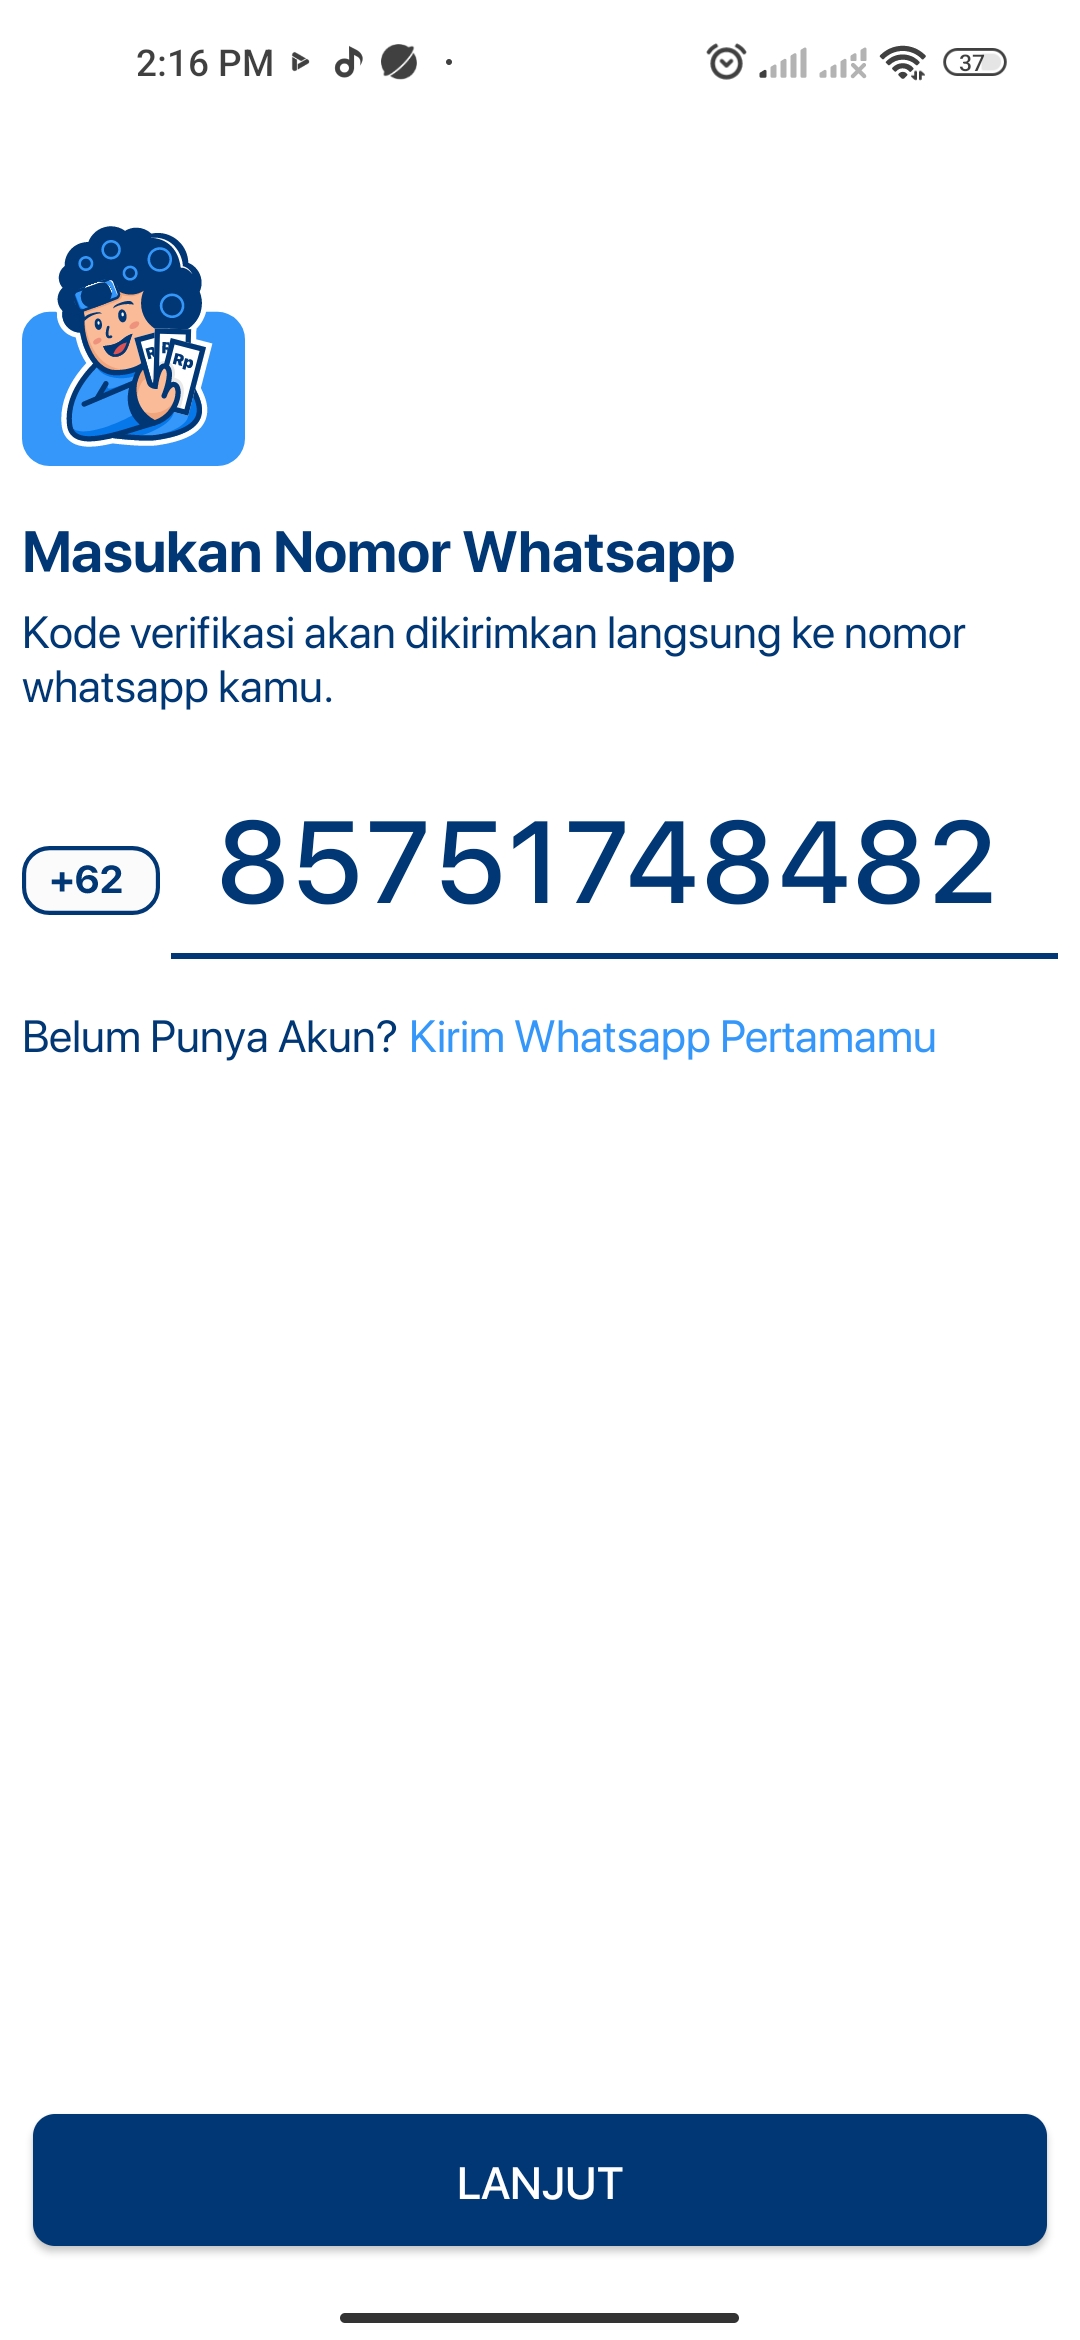 2:16 PM
37
R
R
Rp
Masukan Nomor Whatsapp
Kode verifikasi akan dikirimkan langsung ke nomor
whatsapp kamu.
+62
85751748482
Belum Punya Akun? Kirim Whatsapp Pertamamu
LANJUT